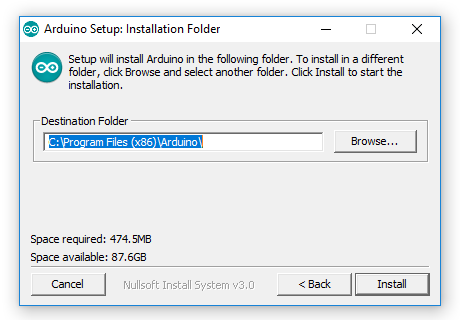 Arduino Setup: Installation Folder
Setup will install Arduino in the following folder. To install in a different
folder, click Browse and select another folder. Click Install to start the
installation.
Destination Folder
C:\Program Files (x86)\Arduino\
Browse...
Space required: 474.5MB
Space available: 87.6GB
Cancel
Nullsoft Install System v3.0
< Back
Install